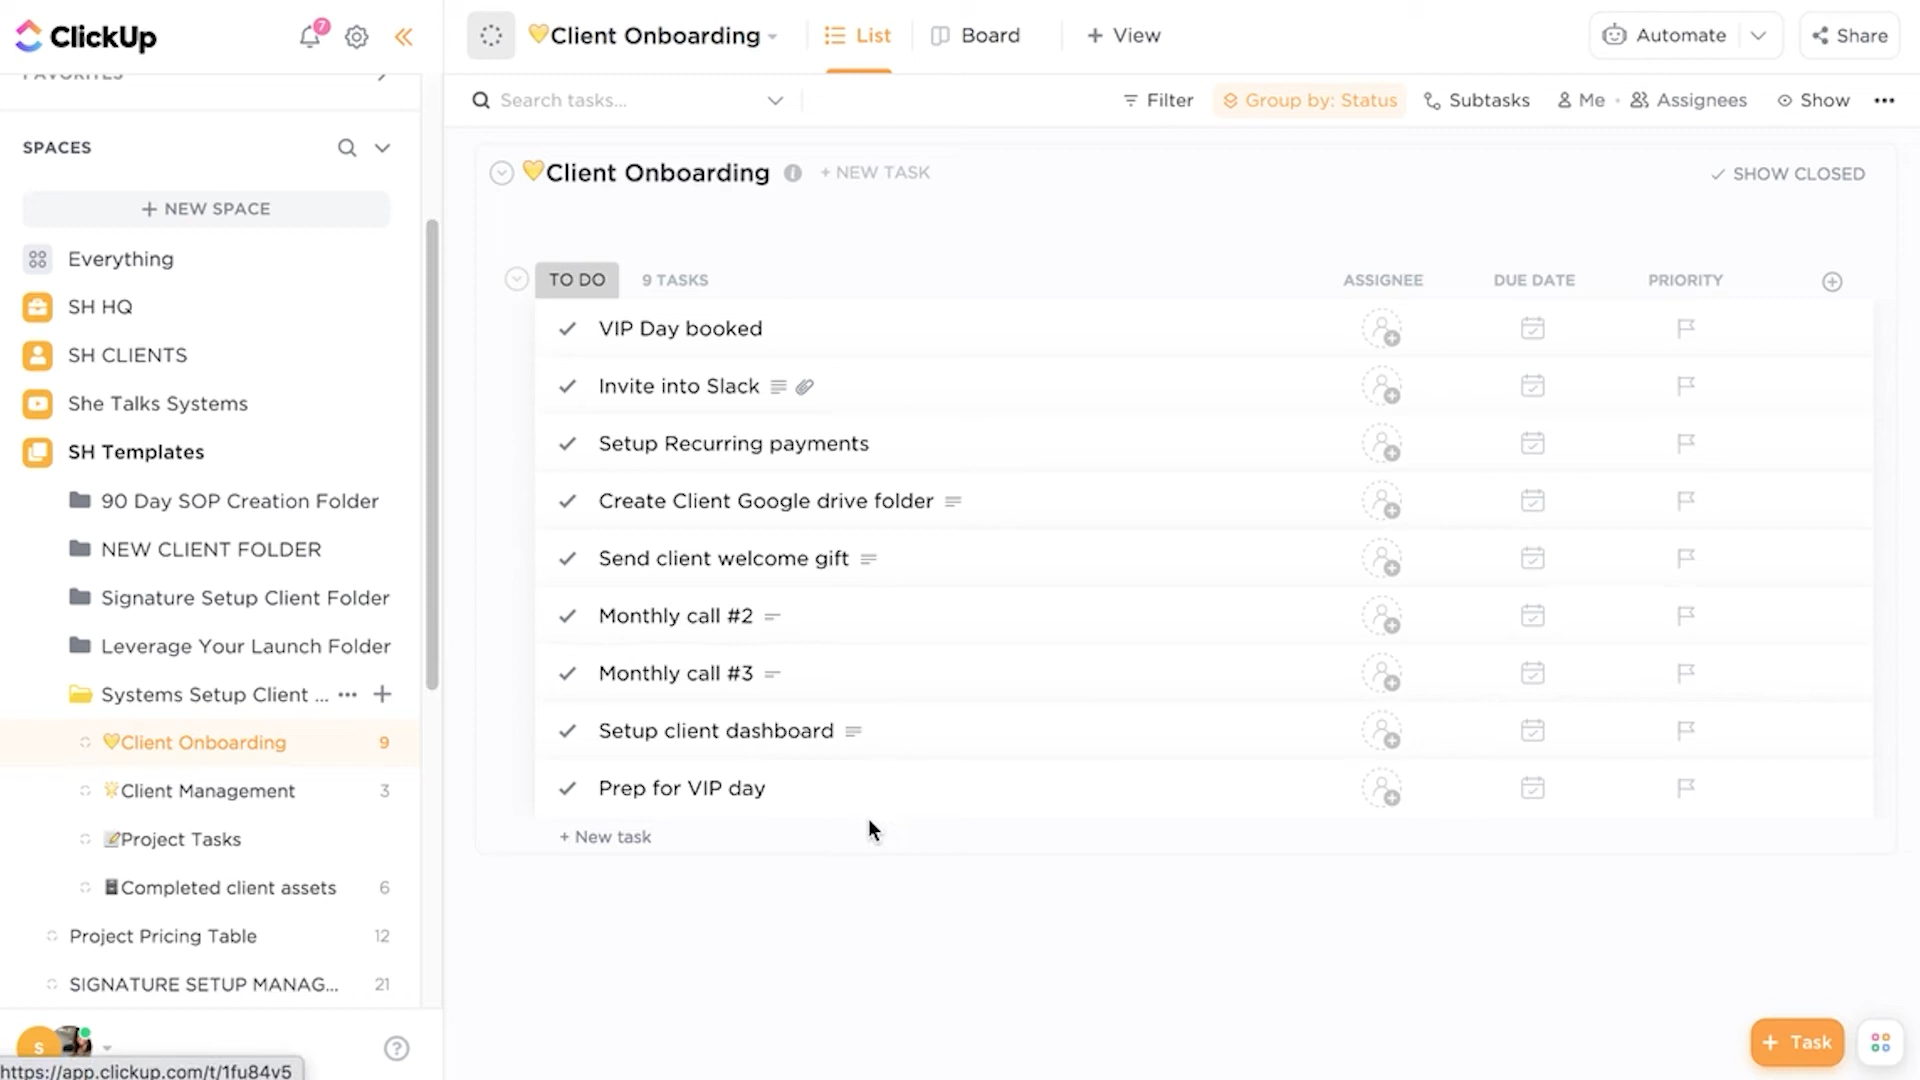 ClickUp
7
Client Onboarding
List
Board
+ View
Automate
Share
FAVORITES
Search tasks...
Filter
Group by: Status
Subtasks
Me
Assignees
Show
SPACES
+ NEW SPACE
Everything
SH HQ
SH CLIENTS
She Talks Systems
SH Templates
90 Day SOP Creation Folder
NEW CLIENT FOLDER
Signature Setup Client Folder
Leverage Your Launch Folder
Systems Setup Client ...
Client Onboarding 9
Client Management 3
Project Tasks
Completed client assets 6
Project Pricing Table 12
SIGNATURE SETUP MANAG... 21
S
https://app.clickup.com/t/1fu84v5
Client Onboarding + NEW TASK
SHOW CLOSED
TO DO 9 TASKS ASSIGNEE DUE DATE PRIORITY
VIP Day booked
Invite into Slack
Setup Recurring payments
Create Client Google drive folder
Send client welcome gift
Monthly call #2
Monthly call #3
Setup client dashboard
Prep for VIP day
+ New task
+ Task